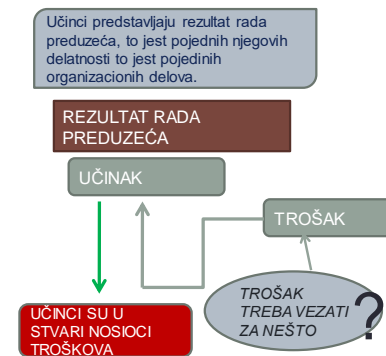 Učinci predstavljaju rezultat rada
preduzeća, to jest pojednih njegovih
delatnosti to jest pojedinih
organizacionih delova.
REZULTAT RADA
PREDUZEĆA
UČINAK
TROŠAK
TROŠAK
TREBA VEZATI
ZA NEŠTO
?
UČINCI SU U
STVARI NOSIOCI
TROŠKOVA